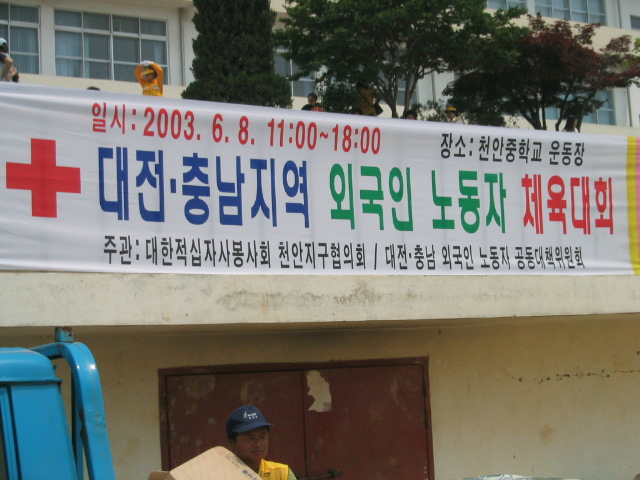 일시: 2003. 6. 8. 11:00~18:00
장소: 천안중학교 운동장
대전·충남지역 외국인 노동자 체육대회
주관: 대한적십자사봉사회 천안지구협의회 / 대전·충남 외국인 노동자 공동대책위원회